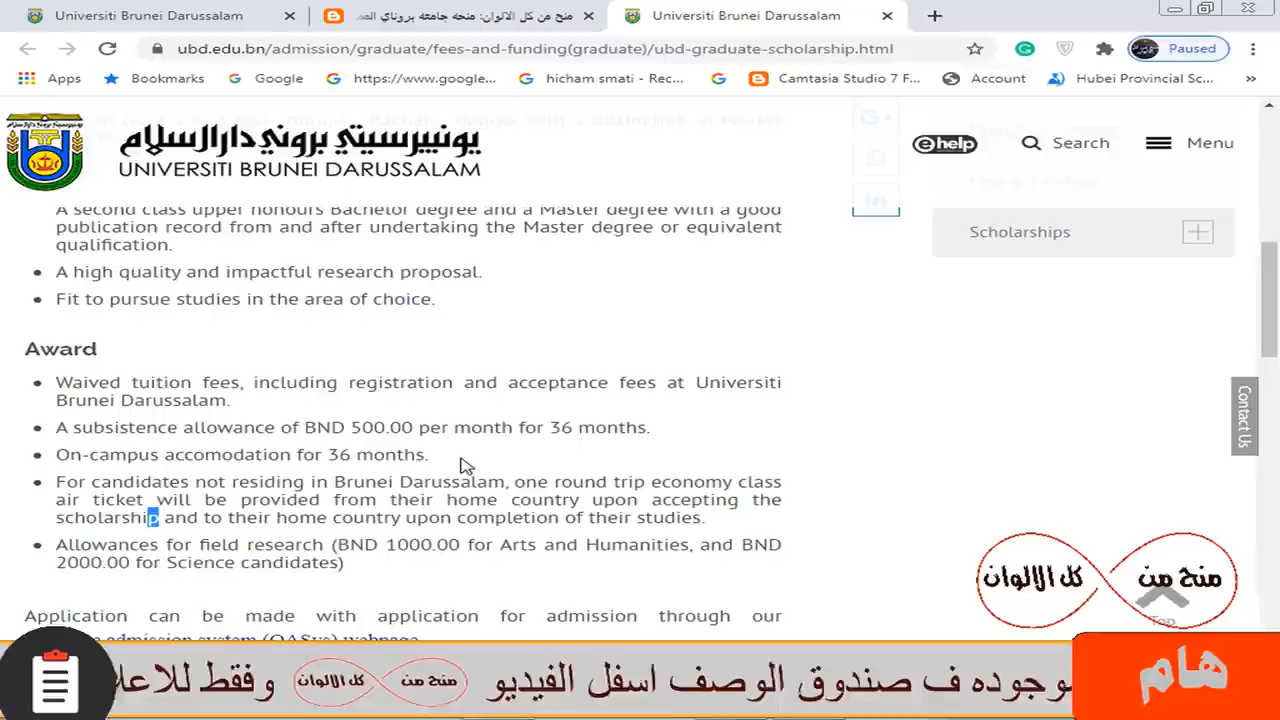 Universiti Brunei Darussalam
منح من كل الالوان: منحه جامعه بروناي المم
Universiti Brunei Darussalam
ubd.edu.bn/admission/graduate/fees-and-funding(graduate)/ubd-graduate-scholarship.html
Paused
Apps
Bookmarks
Google
https://www.google...
hicham smati - Rec...
Camtasia Studio 7 F...
Account
Hubei Provincial Sc...
يونيبرسيتي بروني دارالسلام
UNIVERSITI BRUNEI DARUSSALAM
e help
Search
Menu
Scholarships
A second class upper honours Bachelor degree and a Master degree with a good
publication record from and after undertaking the Master degree or equivalent
qualification.
A high quality and impactful research proposal.
Fit to pursue studies in the area of choice.
Award
Waived tuition fees, including registration and acceptance fees at Universiti
Brunei Darussalam.
A subsistence allowance of BND 500.00 per month for 36 months.
On-campus accomodation for 36 months.
For candidates not residing in Brunei Darussalam, one round trip economy class
air ticket will be provided from their home country upon accepting the
scholarship and to their home country upon completion of their studies.
Allowances for field research (BND 1000.00 for Arts and Humanities, and BND
2000.00 for Science candidates)
Application can be made with application for admission through our
admission system (OASys) webpage
Contact Us
Top
منح من كل الالوان
هام
موجوده ف صندوق الوصف اسفل الفيديو
منح من كل الالوان
وفقط للاعلا